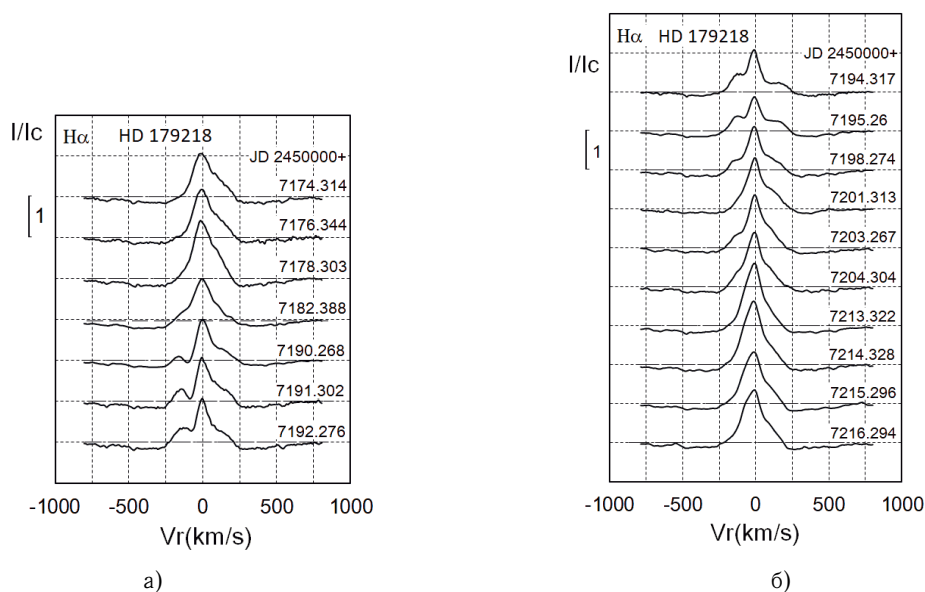 I/Ic
Hα HD 179218
JD 2450000+
1
7174.314
7176.344
7178.303
7182.388
7190.268
7191.302
7192.276
-1000 -500 0 500 1000
Vr(km/s)
а)
Hα HD 179218
I/Ic
JD 2450000+
7194.317
1
7195.26
7198.274
7201.313
7203.267
7204.304
7213.322
7214.328
7215.296
7216.294
-1000 -500 0 500 1000
Vr(km/s)
б)